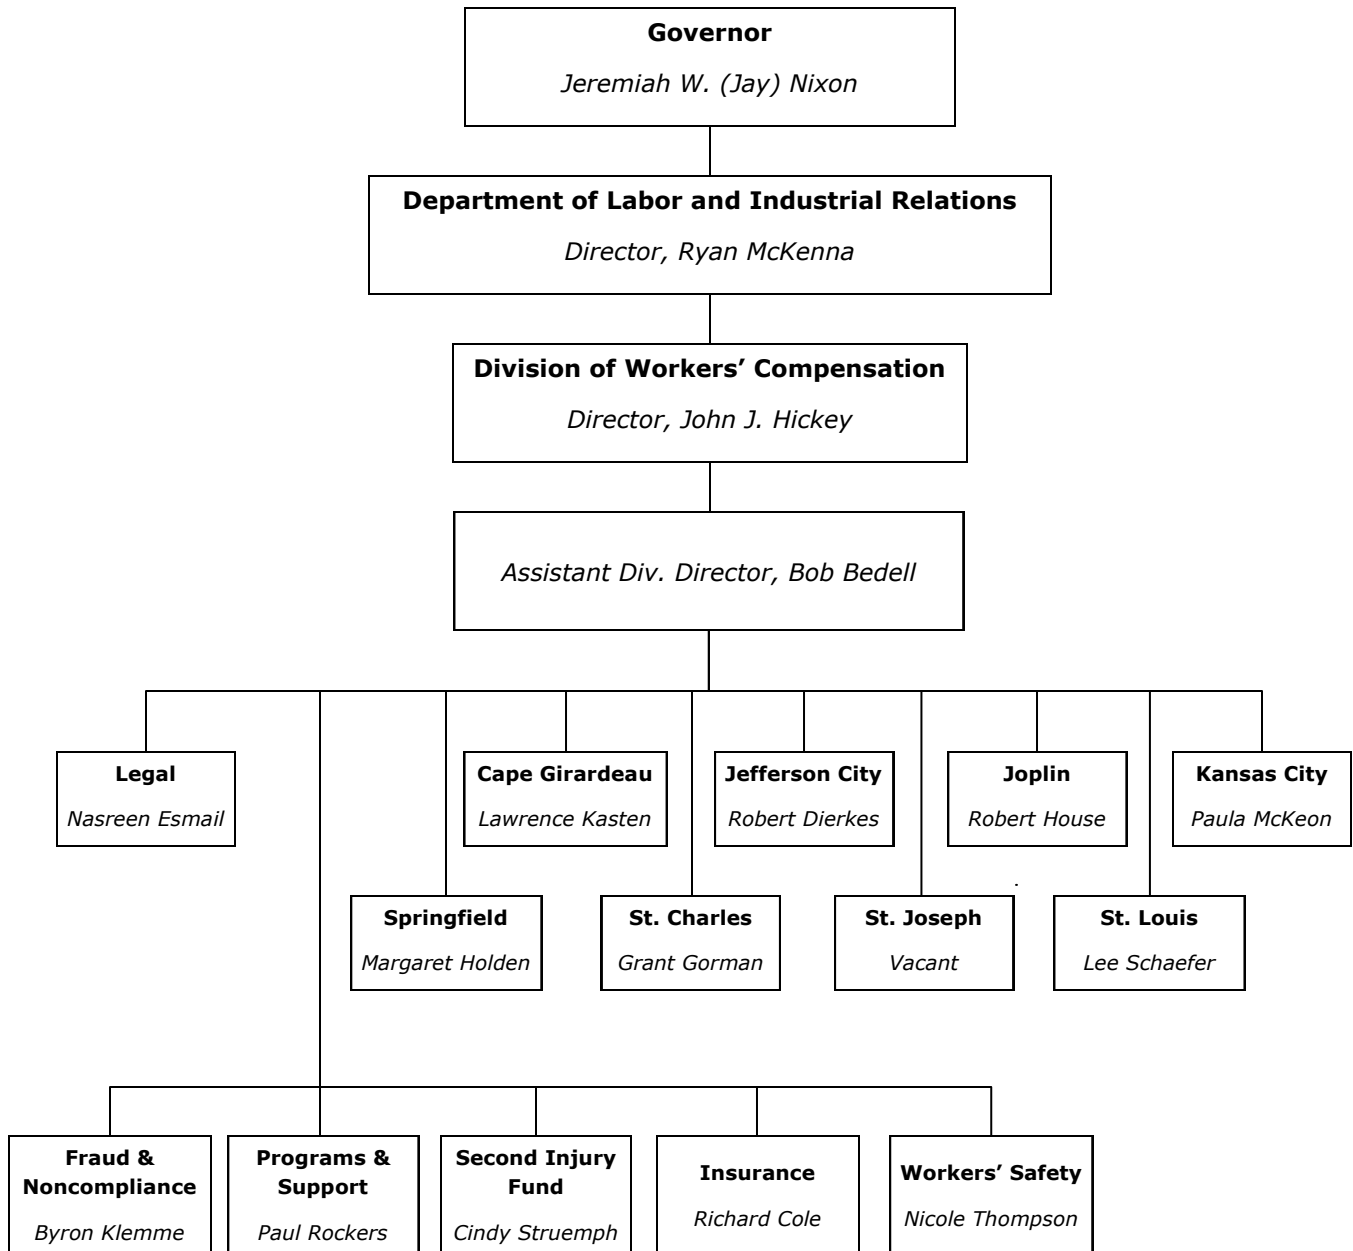 Governor
Jeremiah W. (Jay) Nixon
Department of Labor and Industrial Relations
Director, Ryan McKenna
Division of Workers’ Compensation
Director, John J. Hickey
Assistant Div. Director, Bob Bedell
Legal
Nasreen Esmail
Cape Girardeau
Lawrence Kasten
Jefferson City
Robert Dierkes
Joplin
Robert House
Kansas City
Paula McKeon
Springfield
Margaret Holden
St. Charles
Grant Gorman
St. Joseph
Vacant
St. Louis
Lee Schaefer
Fraud &
Noncompliance
Byron Klemme
Programs &
Support
Paul Rockers
Second Injury
Fund
Cindy Struemph
Insurance
Richard Cole
Workers’ Safety
Nicole Thompson